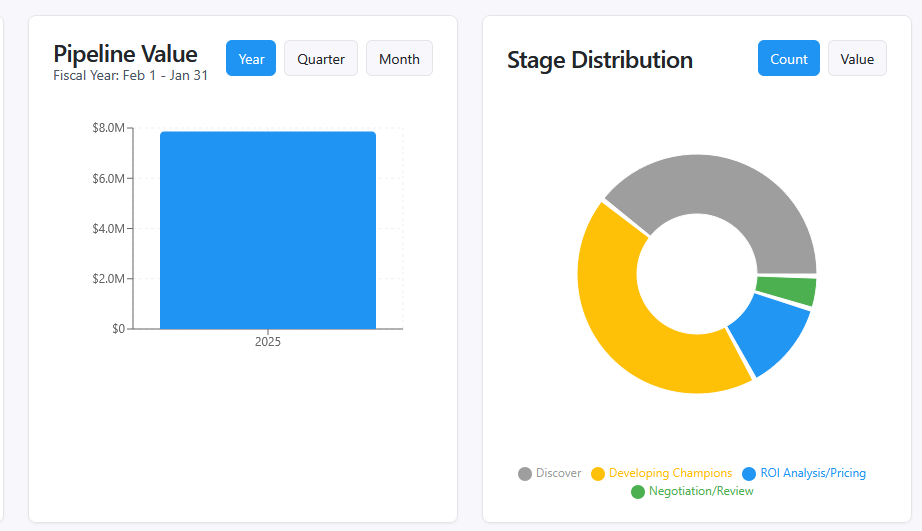 Pipeline Value
Fiscal Year: Feb 1 - Jan 31
Year
Quarter
Month
$8.0M
$6.0M
$4.0M
$2.0M
$0
2025
Stage Distribution
Count
Value
Discover
Developing Champions
ROI Analysis/Pricing
Negotiation/Review